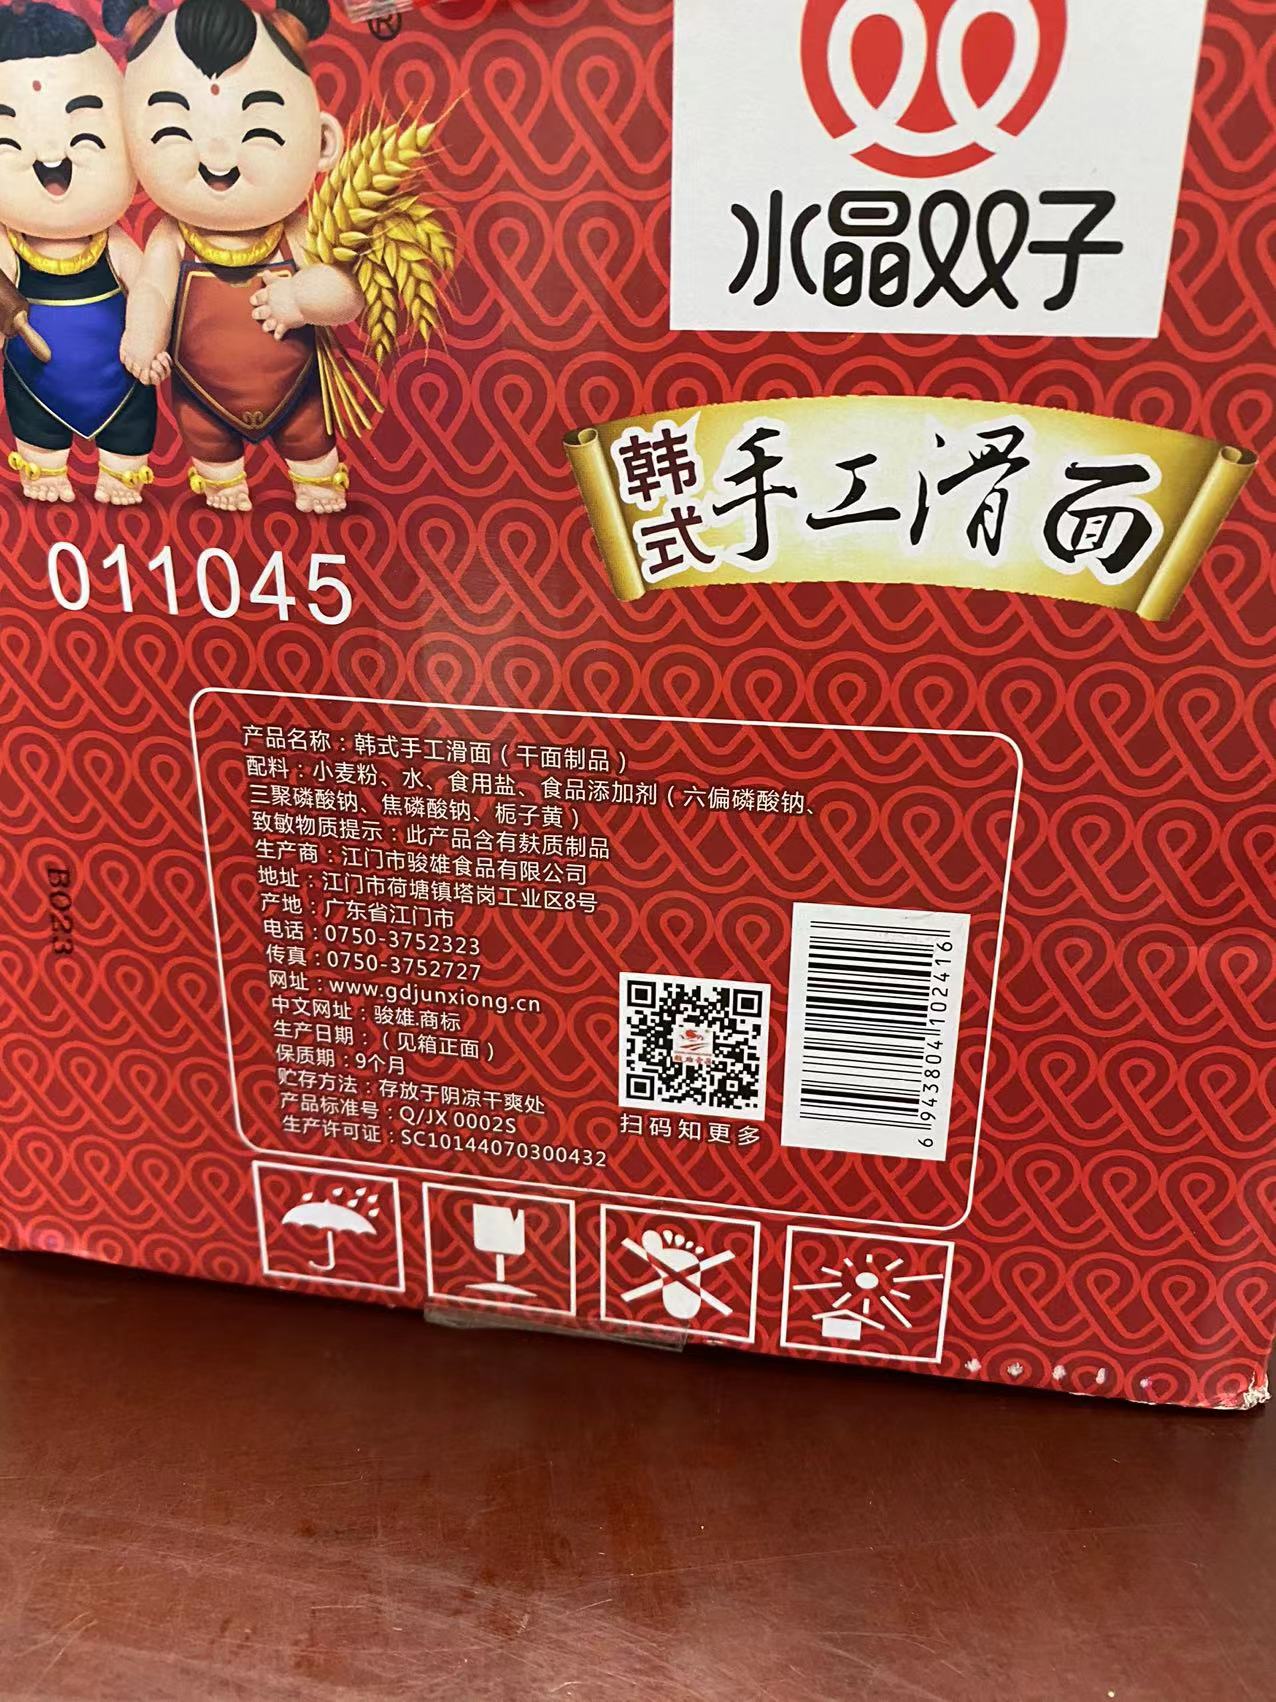 ®
水晶双子
韩式手工滑面
011045
产品名称：韩式手工滑面（干面制品）
配料：小麦粉、水、食用盐、食品添加剂（六偏磷酸钠、
三聚磷酸钠、焦磷酸钠、栀子黄）
致敏物质提示：此产品含有麸质制品
生产商：江门市骏雄食品有限公司
地址：江门市荷塘镇塔岗工业区8号
产地：广东省江门市
电话：0750-3752323
传真：0750-3752727
网址：www.gdjunxiong.cn
中文网址：骏雄.商标
生产日期：（见箱正面）
保质期：9个月
贮存方法：存放于阴凉干爽处
产品标准号：Q/JX 0002S
生产许可证：SC10144070300432
扫码知更多
6 943804 102416
B023